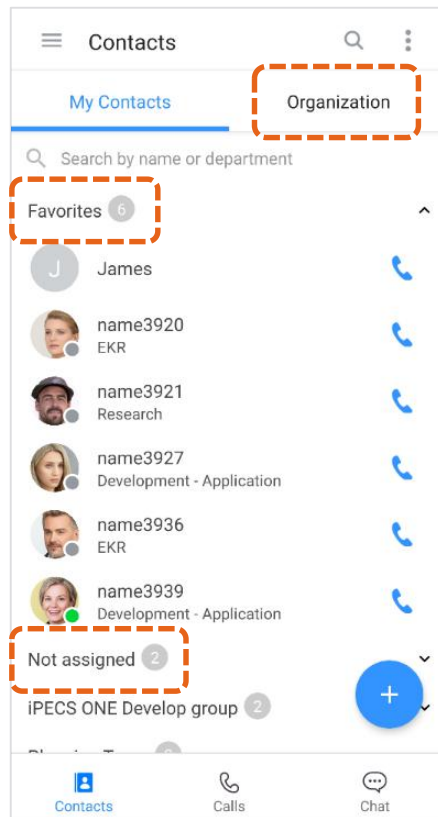 Contacts
My Contacts
Organization
Search by name or department
Favorites 6
J
James
name3920
EKR
name3921
Research
name3927
Development - Application
name3936
EKR
name3939
Development - Application
Not assigned 2
iPECS ONE Develop group 2
Contacts
Calls
Chat